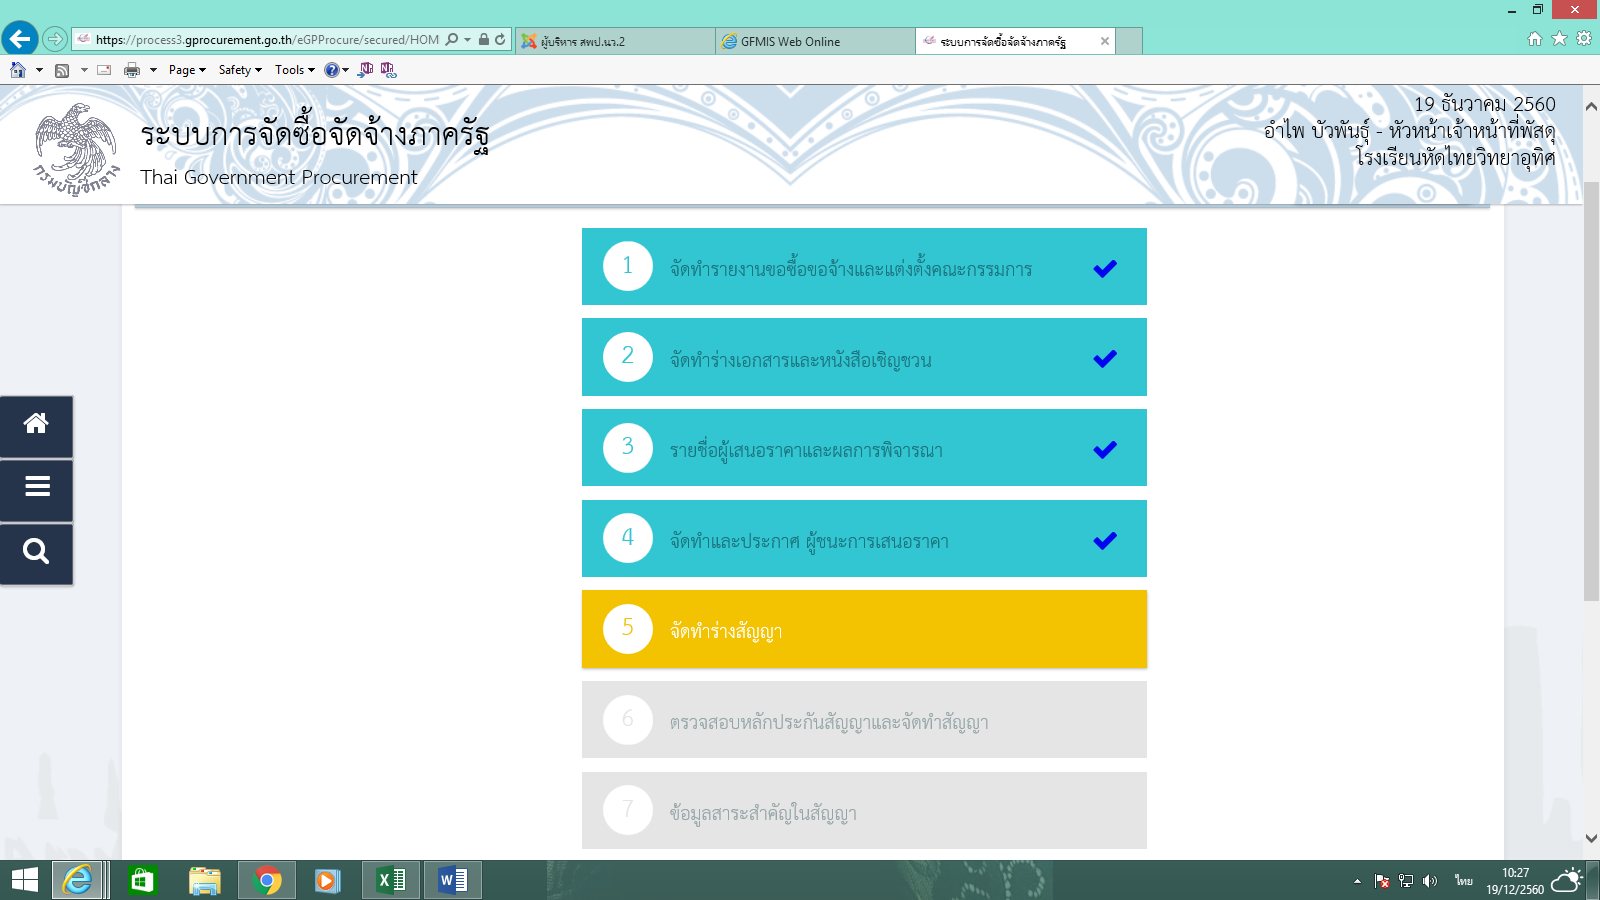 https://process3.gprocurement.go.th/eGPProcure/secured/HOM
ผู้บริหาร สพป.นว.2
GFMIS Web Online
ระบบการจัดซื้อจัดจ้างภาครัฐ
Page
Safety
Tools
ระบบการจัดซื้อจัดจ้างภาครัฐ
Thai Government Procurement
กรมบัญชีกลาง
19 ธันวาคม 2560
อำไพ บัวพันธุ์ - หัวหน้าเจ้าหน้าที่พัสดุ
โรงเรียนหัดไทยวิทยาอุทิศ
1 จัดทำรายงานขอซื้อขอจ้างและแต่งตั้งคณะกรรมการ
2 จัดทำร่างเอกสารและหนังสือเชิญชวน
3 รายชื่อผู้เสนอราคาและผลการพิจารณา
4 จัดทำและประกาศ ผู้ชนะการเสนอราคา
5 จัดทำร่างสัญญา
6 ตรวจสอบหลักประกันสัญญาและจัดทำสัญญา
7 ข้อมูลสาระสำคัญในสัญญา
ไทย
10:27
19/12/2560